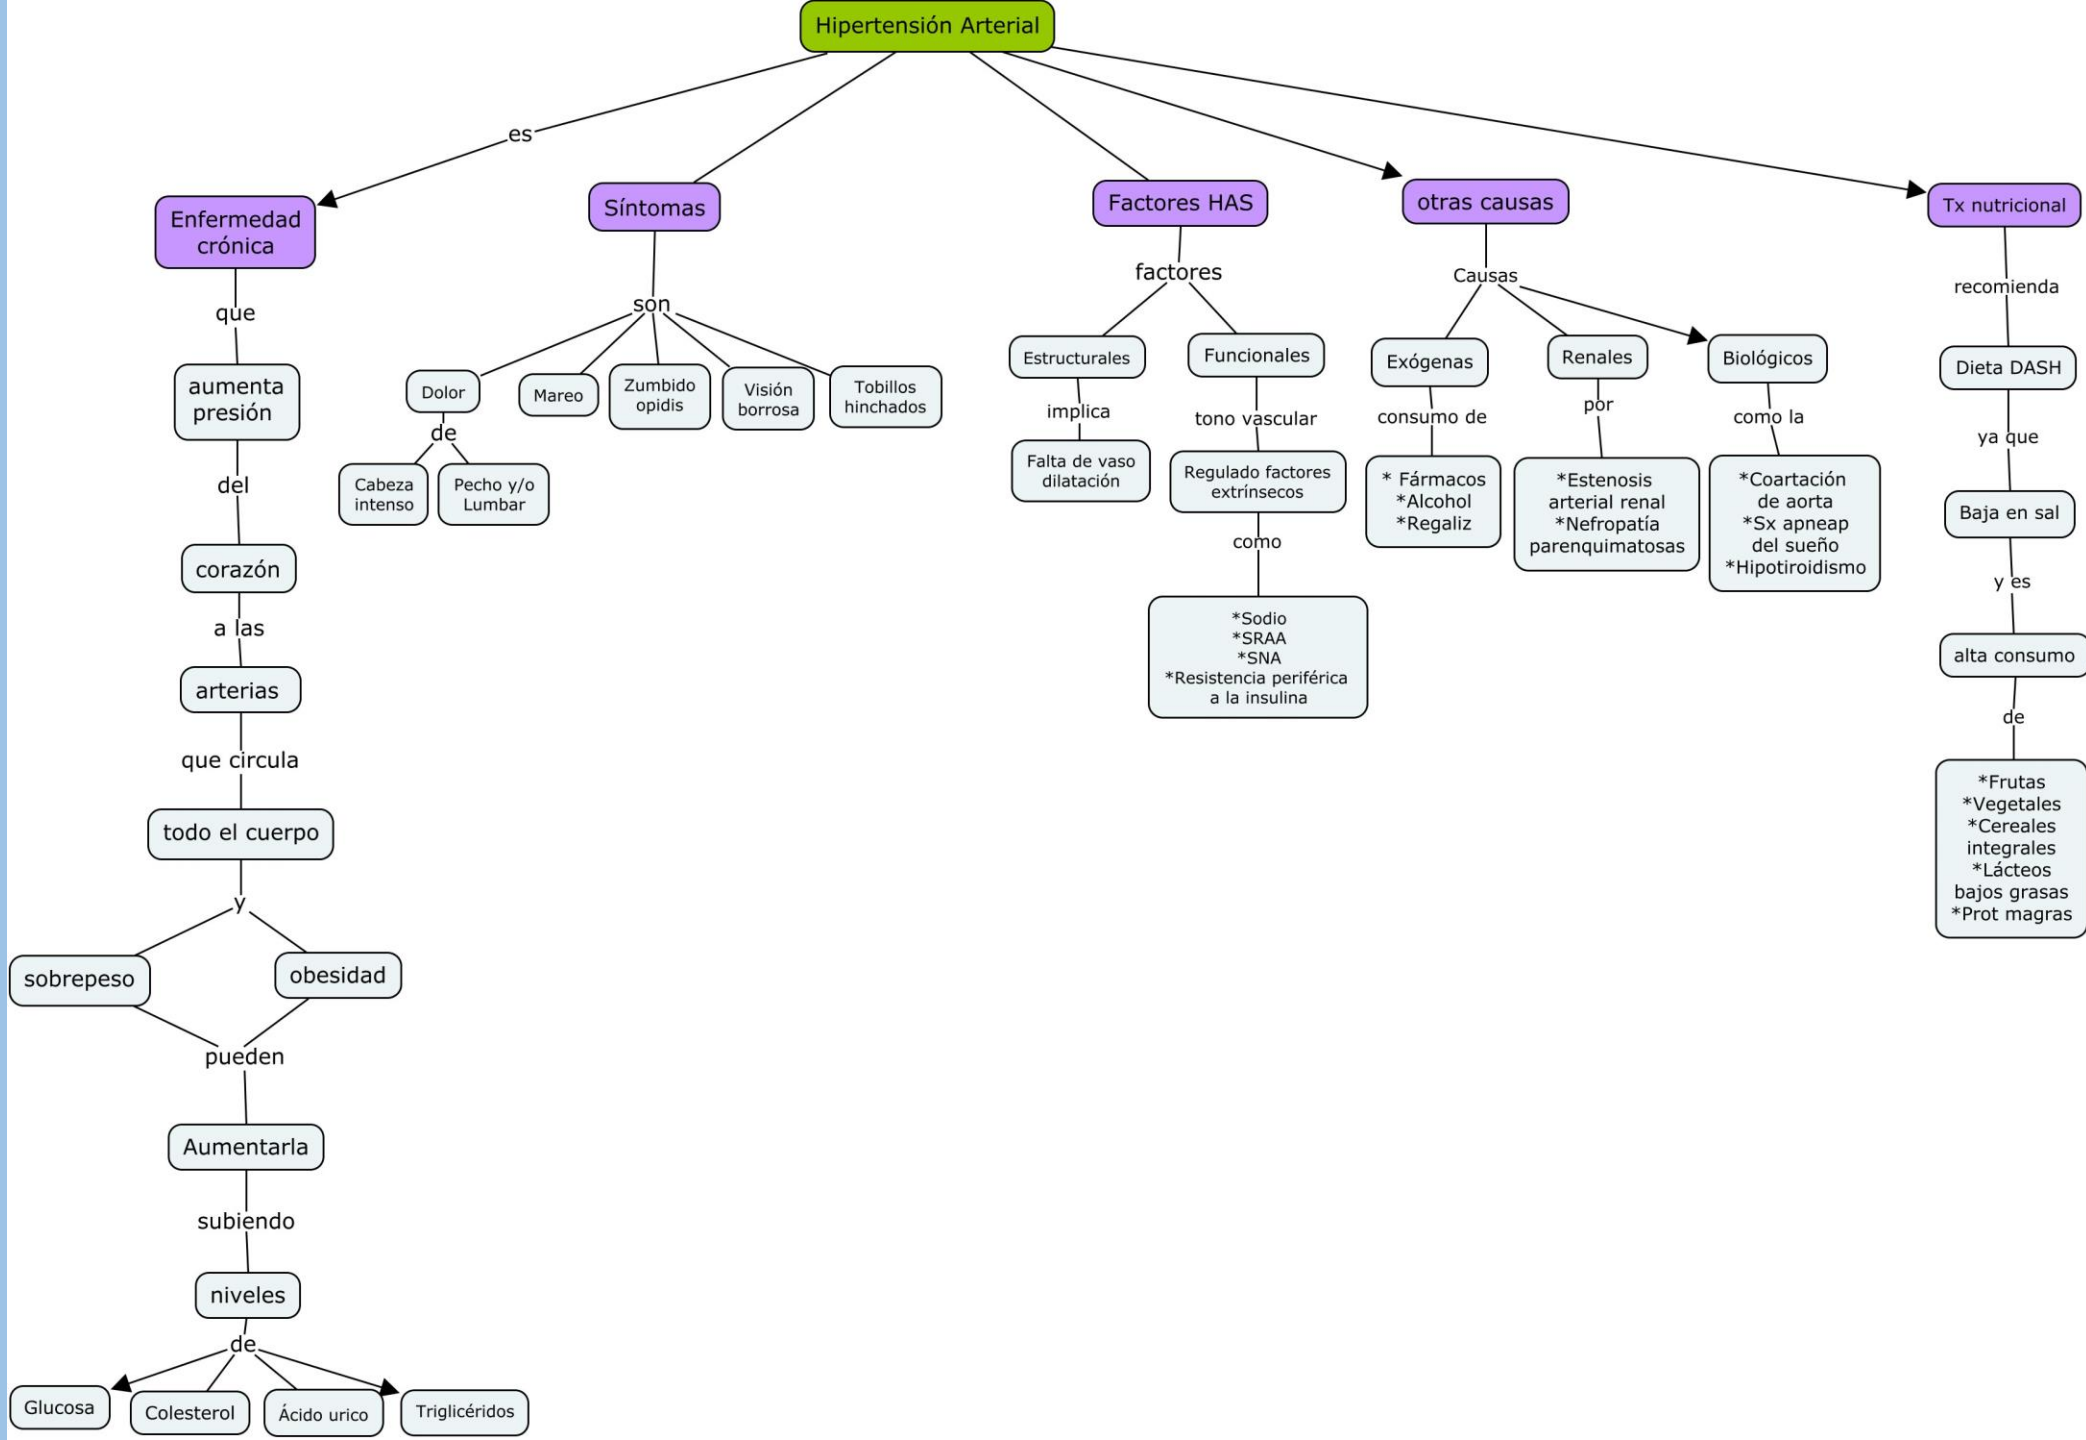 Hipertensión Arterial
es
Enfermedad
crónica
que
aumenta
presión
del
corazón
a las
arterias
que circula
todo el cuerpo
y
sobrepeso
obesidad
pueden
Aumentarla
subiendo
niveles
de
Glucosa
Colesterol
Ácido urico
Triglicéridos
Síntomas
son
Dolor
de
Cabeza
intenso
Pecho y/o
Lumbar
Mareo
Zumbido
opidis
Visión
borrosa
Tobillos
hinchados
Factores HAS
factores
Estructurales
implica
Falta de vaso
dilatación
Funcionales
tono vascular
Regulado factores
extrínsecos
como
*Sodio
*SRAA
*SNA
*Resistencia periférica
a la insulina
otras causas
Causas
Exógenas
consumo de
* Fármacos
*Alcohol
*Regaliz
Renales
por
*Estenosis
arterial renal
*Nefropatía
parenquimatosas
Biológicos
como la
*Coartación
de aorta
*Sx apneap
del sueño
*Hipotiroidismo
Tx nutricional
recomienda
Dieta DASH
ya que
Baja en sal
y es
alta consumo
de
*Frutas
*Vegetales
*Cereales
integrales
*Lácteos
bajos grasas
*Prot magras